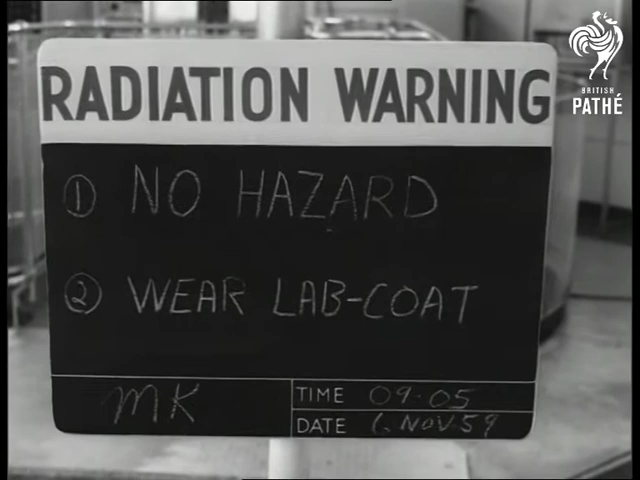 RADIATION WARNING
BRITISH
PATHÉ
① NO HAZARD
② WEAR LAB-COAT
MK
TIME 09.05
DATE 6 NOV 59